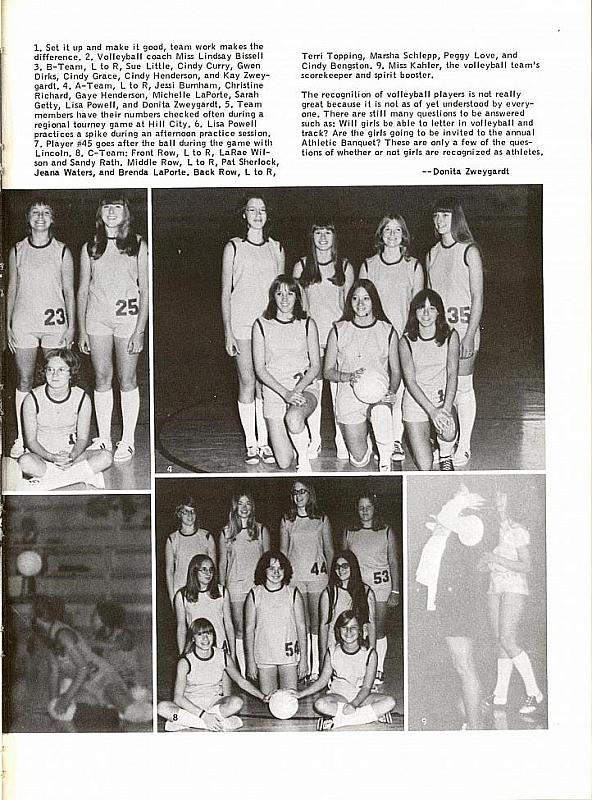 1. Set it up and make it good, team work makes the
difference. 2. Volleyball coach Miss Lindsay Bissell
3. B-Team, L to R, Sue Little, Cindy Curry, Gwen
Dirks, Cindy Grace, Cindy Henderson, and Kay Zwey-
gardt. 4. A-Team, L to R, Jessi Burnham, Christine
Richard, Gaye Henderson, Michelle LaPorte, Sarah
Getty, Lisa Powell, and Donita Zweygardt. 5. Team
members have their numbers checked often during a
regional tourney game at Hill City. 6. Lisa Powell
practices a spike during an afternoon practice session.
7. Player #45 goes after the ball during the game with
Lincoln. 8. C-Team: Front Row, L to R, LaRae Wil-
son and Sandy Rath. Middle Row, L to R, Pat Sherlock,
Jeana Waters, and Brenda LaPorte. Back Row, L to R,
Terri Topping, Marsha Schlepp, Peggy Love, and
Cindy Bengston. 9. Miss Kahler, the volleyball team's
scorekeeper and spirit booster.
The recognition of volleyball players is not really
great because it is not as of yet understood by every-
one. There are still many questions to be answered
such as: Will girls be able to letter in volleyball and
track? Are the girls going to be invited to the annual
Athletic Banquet? These are only a few of the ques-
tions of whether or not girls are recognized as athletes.
--Donita Zweygardt
23
25
35
4
44
53
54
8
9